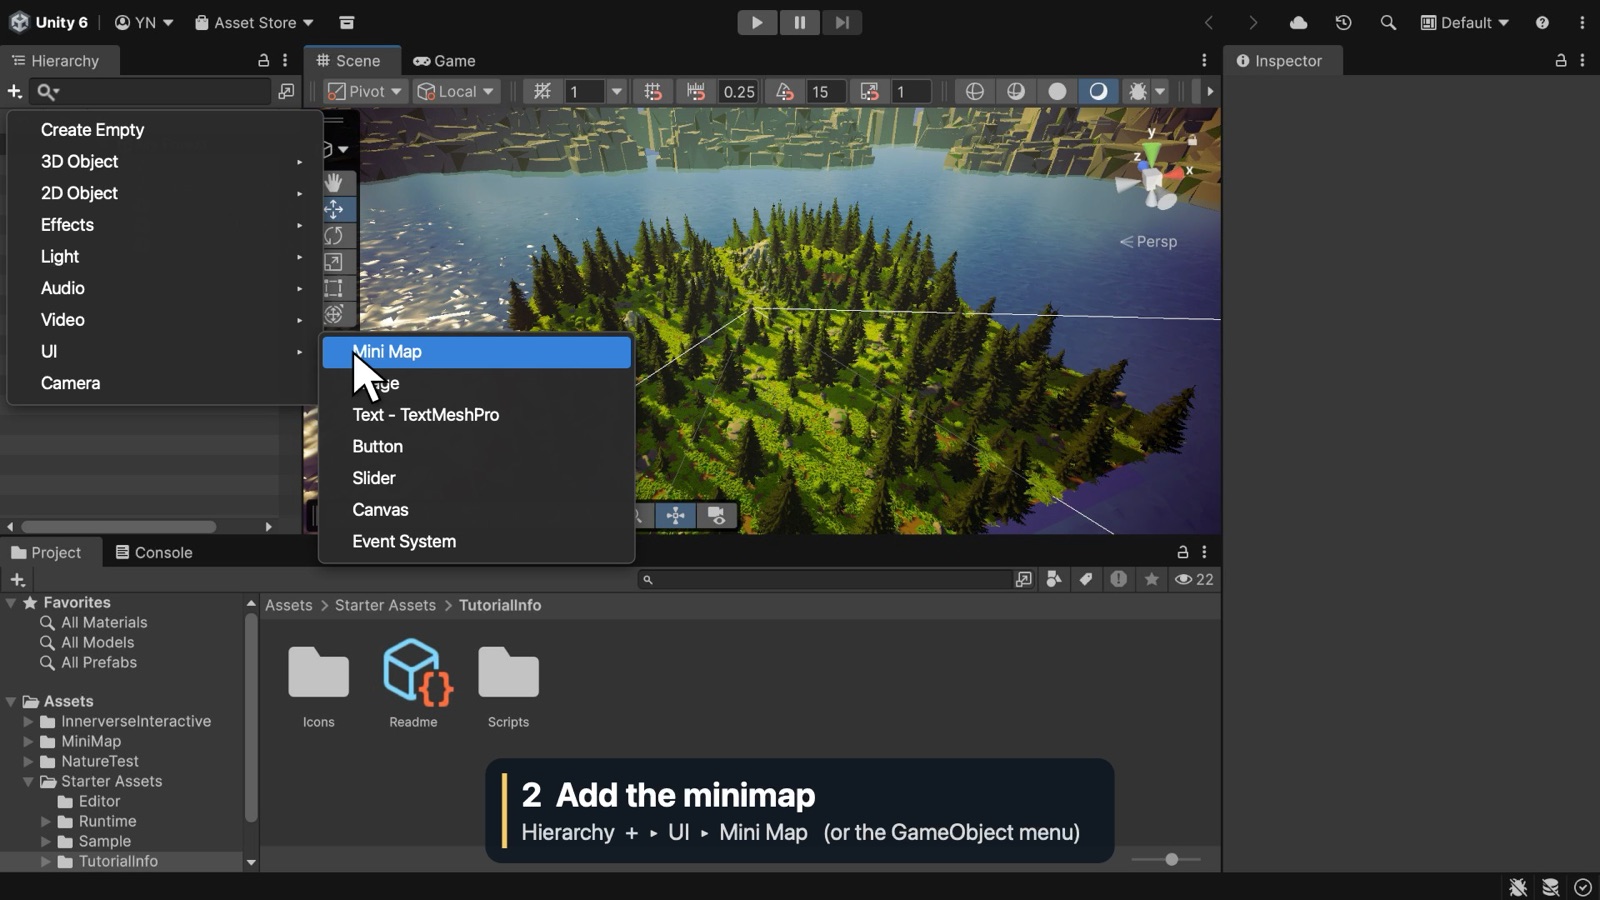 Unity 6
YN
Asset Store
Default
Hierarchy
Scene
Game
Inspector
Pivot
Local
1
0.25
15
1
Create Empty
3D Object
2D Object
Effects
Light
Audio
Video
UI
Camera
y
z
x
Persp
Mini Map
Text - TextMeshPro
Button
Slider
Canvas
Event System
Project
Console
22
Favorites
All Materials
All Models
All Prefabs
Assets
InnerverseInteractive
MiniMap
NatureTest
Starter Assets
Editor
Runtime
Sample
TutorialInfo
Assets > Starter Assets > TutorialInfo
Icons
Readme
Scripts
2 Add the minimap
Hierarchy + ▸ UI ▸ Mini Map (or the GameObject menu)